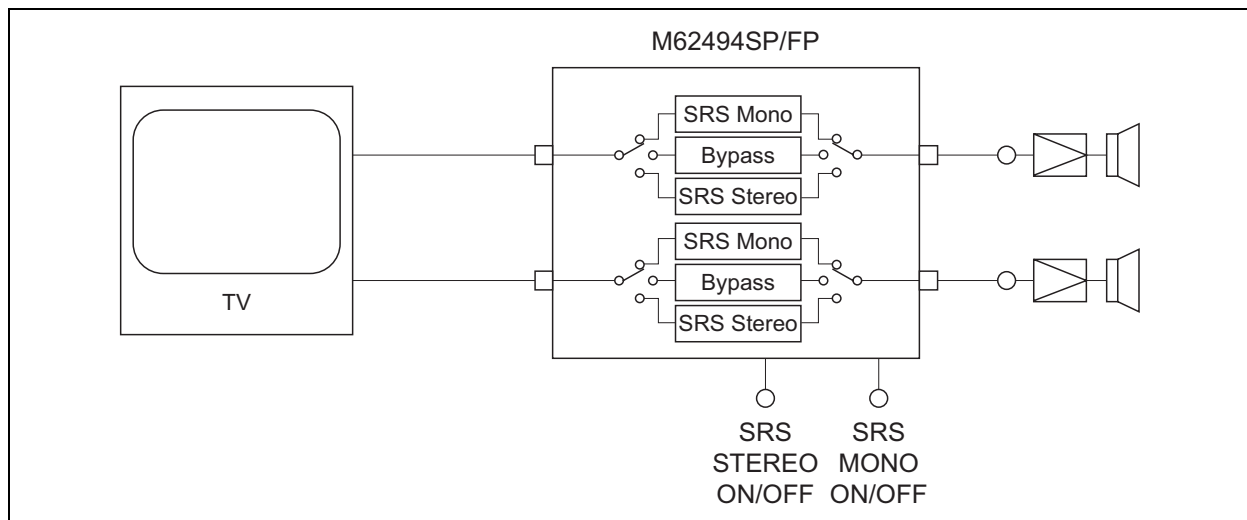 M62494SP/FP
SRS Mono
Bypass
SRS Stereo
SRS Mono
Bypass
SRS Stereo
TV
SRS
STEREO
ON/OFF
SRS
MONO
ON/OFF